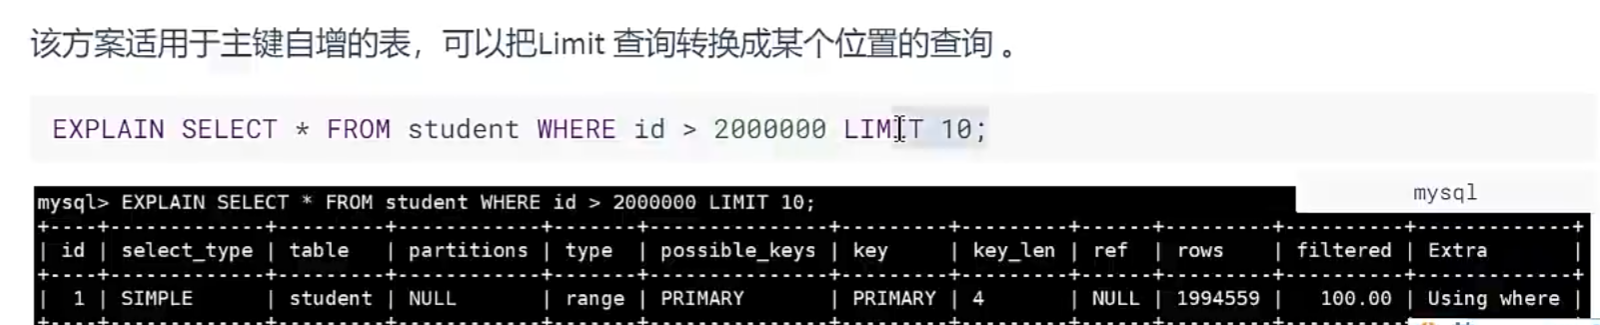 该方案适用于主键自增的表，可以把Limit 查询转换成某个位置的查询 。
EXPLAIN SELECT * FROM student WHERE id > 2000000 LIMIT 10;
mysql
mysql> EXPLAIN SELECT * FROM student WHERE id > 2000000 LIMIT 10;
+----+-------------+---------+------------+-------+---------------+---------+---------+------+---------+----------+-------------+
| id | select_type | table | partitions | type | possible_keys | key | key_len | ref | rows | filtered | Extra |
+----+-------------+---------+------------+-------+---------------+---------+---------+------+---------+----------+-------------+
| 1 | SIMPLE | student | NULL | range | PRIMARY | PRIMARY | 4 | NULL | 1994559 | 100.00 | Using where |
+----+-------------+---------+------------+-------+---------------+---------+---------+------+---------+----------+-------------+